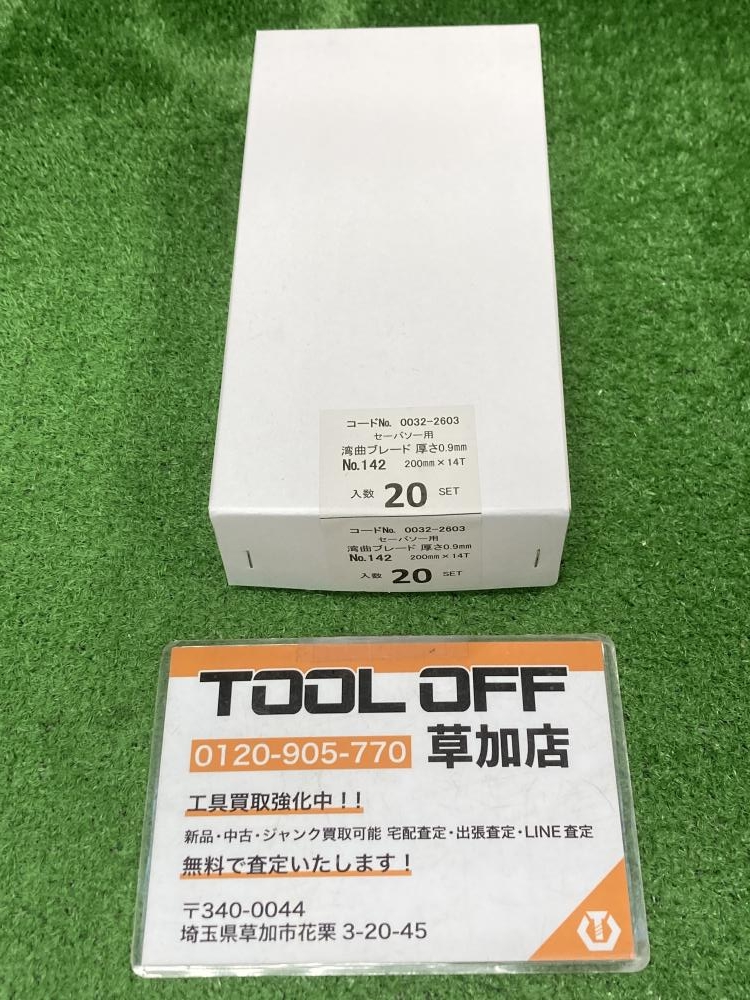 コードNo. 0032-2603
セーバソー用
湾曲ブレード 厚さ0.9mm
No.142 200mm×14T
入数 20 SET
コードNo. 0032-2603
セーバソー用
湾曲ブレード 厚さ0.9mm
No.142 200mm×14T
入数 20 SET
TOOL OFF
0120-905-770 草加店
工具買取強化中！！
新品・中古・ジャンク買取可能 宅配査定・出張査定・LINE査定
無料で査定いたします！
〒340-0044
埼玉県草加市花栗 3-20-45